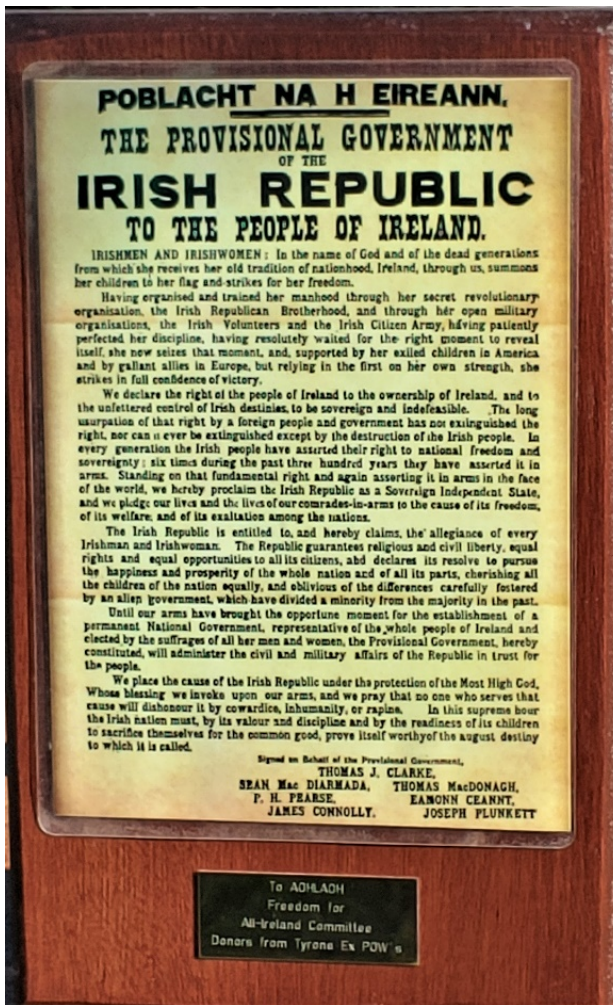 POBLACHT NA H EIREANN.
THE PROVISIONAL GOVERNMENT
OF THE
IRISH REPUBLIC
TO THE PEOPLE OF IRELAND.
IRISHMEN AND IRISHWOMEN: In the name of God and of the dead generations
from which she receives her old tradition of nationhood, Ireland, through us, summons
her children to her flag and strikes for her freedom.
Having organised and trained her manhood through her secret revolutionary
organisation, the Irish Republican Brotherhood, and through her open military
organisations, the Irish Volunteers and the Irish Citizen Army, having patiently
perfected her discipline, having resolutely waited for the right moment to reveal
itself, she now seizes that moment, and, supported by her exiled children in America
and by gallant allies in Europe, but relying in the first on her own strength, she
strikes in full confidence of victory.
We declare the right of the people of Ireland to the ownership of Ireland, and to
the unfettered control of Irish destinies, to be sovereign and indefeasible. The long
usurpation of that right by a foreign people and government has not extinguished the
right, nor can it ever be extinguished except by the destruction of the Irish people. In
every generation the Irish people have asserted their right to national freedom and
sovereignty; six times during the past three hundred years they have asserted it in
arms. Standing on that fundamental right and again asserting it in arms in the face
of the world, we hereby proclaim the Irish Republic as a Sovereign Independent State,
and we pledge our lives and the lives of our comrades-in-arms to the cause of its freedom,
of its welfare, and of its exaltation among the nations.
The Irish Republic is entitled to, and hereby claims, the allegiance of every
Irishman and Irishwoman. The Republic guarantees religious and civil liberty, equal
rights and equal opportunities to all its citizens, abd declares its resolve to pursue
the happiness and prosperity of the whole nation and of all its parts, cherishing all
the children of the nation equally, and oblivious of the differences carefully fostered
by an alien government, which have divided a minority from the majority in the past.
Until our arms have brought the opportune moment for the establishment of a
permanent National Government, representative of the whole people of Ireland and
elected by the suffrages of all her men and women, the Provisional Government, hereby
constituted, will administer the civil and military affairs of the Republic in trust for
the people.
We place the cause of the Irish Republic under the protection of the Most High God,
Whose blessing we invoke upon our arms, and we pray that no one who serves that
cause will dishonour it by cowardice, inhumanity, or rapine. In this supreme hour
the Irish nation must, by its valour and discipline and by the readiness of its children
to sacrifice themselves for the common good, prove itself worthy of the august destiny
to which it is called.
Signed on Behalf of the Provisional Government,
THOMAS J. CLARKE,
SEAN Mac DIARMADA, THOMAS MacDONAGH,
P. H. PEARSE, EAMONN CEANNT,
JAMES CONNOLLY, JOSEPH PLUNKETT
To AOHLAOH
Freedom for
All-Ireland Committee
Donors from Tyrone Ex POW's